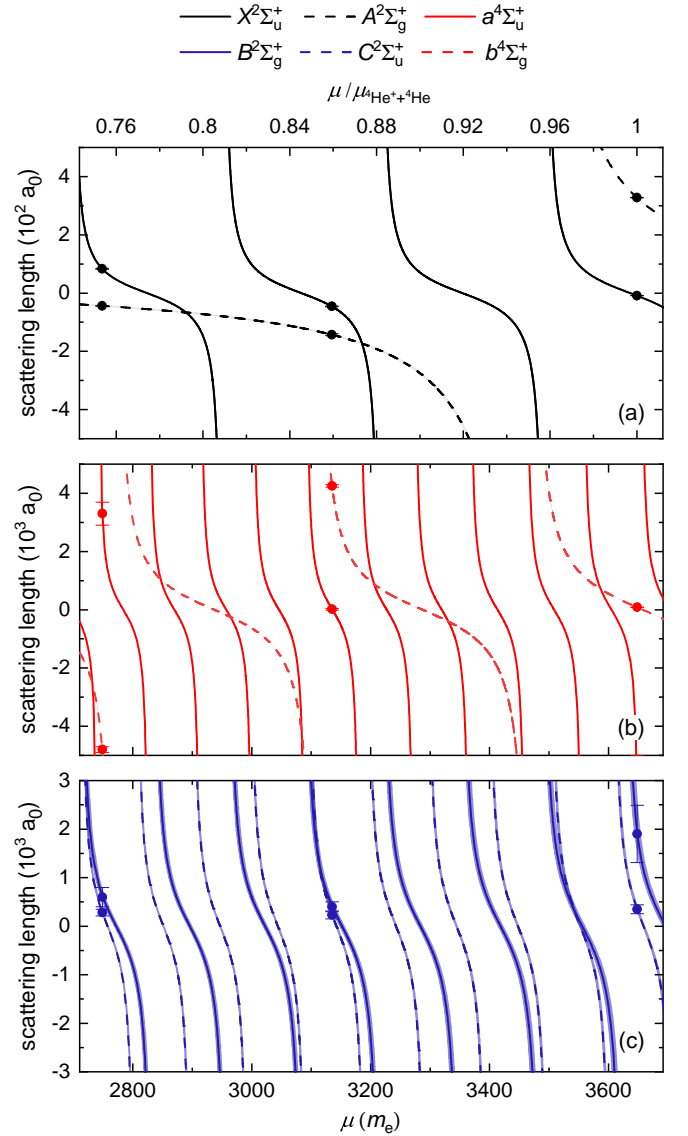 X²Σᵤ⁺ A²Σg⁺ a⁴Σᵤ⁺
B²Σg⁺ C²Σᵤ⁺ b⁴Σg⁺
μ/μ⁴He⁺+⁴He
0.76 0.8 0.84 0.88 0.92 0.96 1
scattering length (10² a₀)
4
2
0
-2
-4
(a)
scattering length (10³ a₀)
4
2
0
-2
-4
(b)
scattering length (10³ a₀)
3
2
1
0
-1
-2
-3
(c)
2800 3000 3200 3400 3600
μ (mₑ)